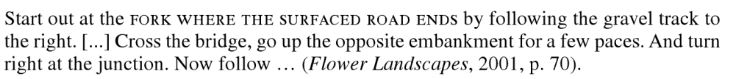 Start out at the FORK WHERE THE SURFACED ROAD ENDS by following the gravel track to
the right. [...] Cross the bridge, go up the opposite embankment for a few paces. And turn
right at the junction. Now follow … (Flower Landscapes, 2001, p. 70).